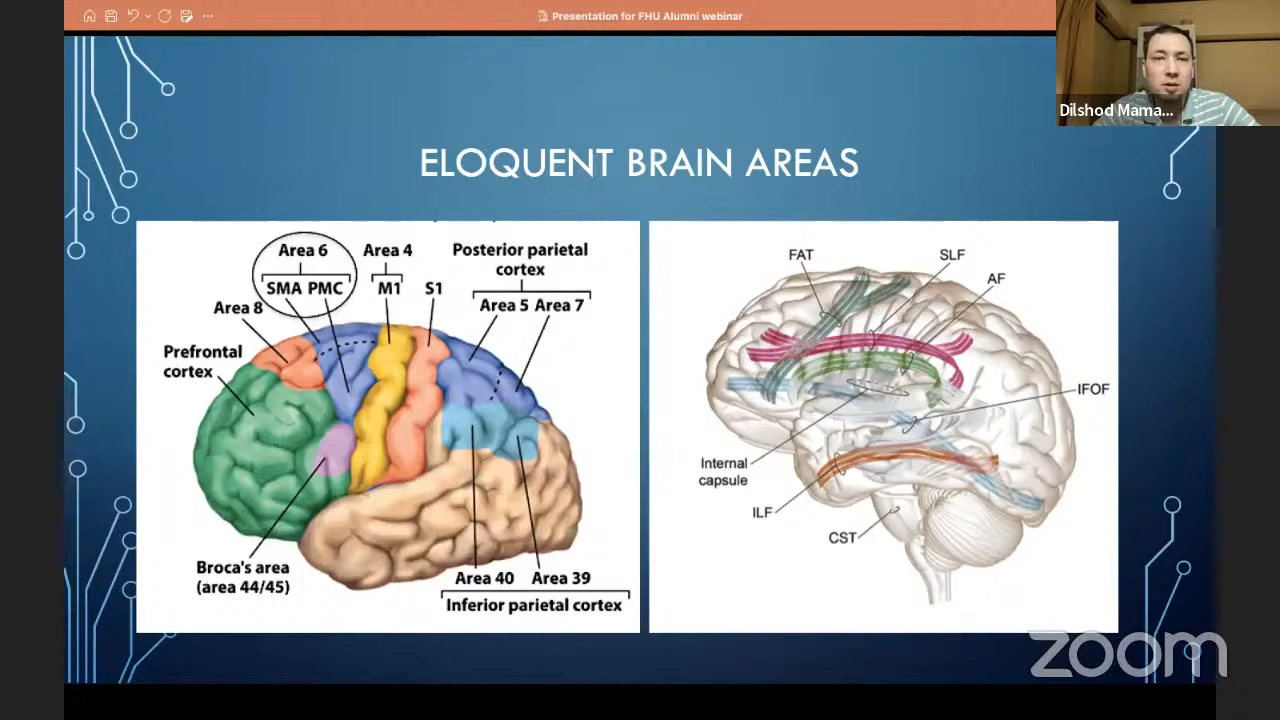 Presentation for FHU Alumni webinar
Dilshod Mama...
ELOQUENT BRAIN AREAS
Area 6
SMA PMC
Area 4
M1
S1
Posterior parietal
cortex
Area 5 Area 7
Area 8
Prefrontal
cortex
Broca's area
(area 44/45)
Area 40 Area 39
Inferior parietal cortex
FAT
SLF
AF
IFOF
Internal
capsule
ILF
CST
zoom